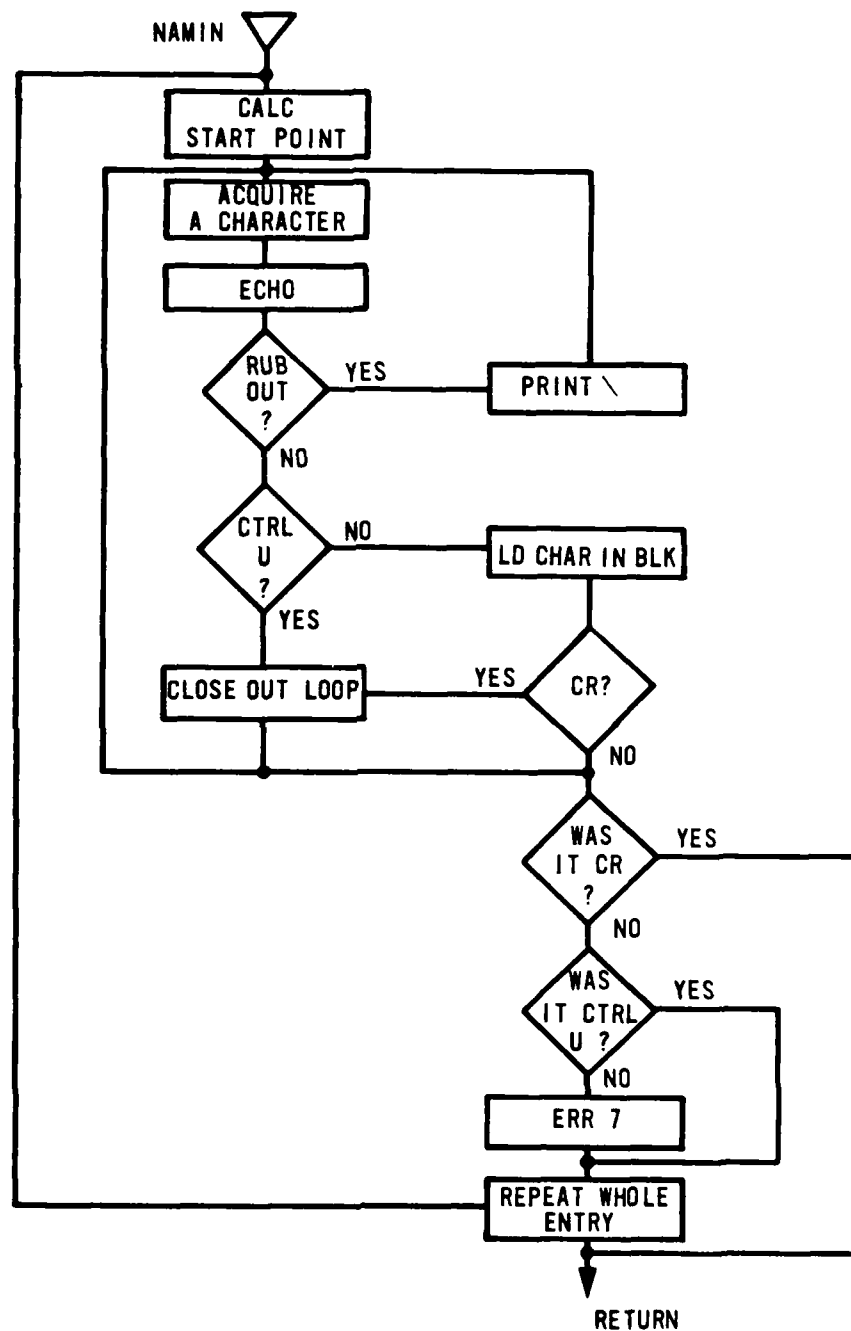 NAMIN
CALC
START POINT
ACQUIRE
A CHARACTER
ECHO
RUB
OUT
?
YES
PRINT \
NO
CTRL
U
?
NO
LD CHAR IN BLK
YES
CLOSE OUT LOOP
YES
CR?
NO
WAS
IT CR
?
YES
NO
WAS
IT CTRL
U ?
YES
NO
ERR 7
REPEAT WHOLE
ENTRY
RETURN